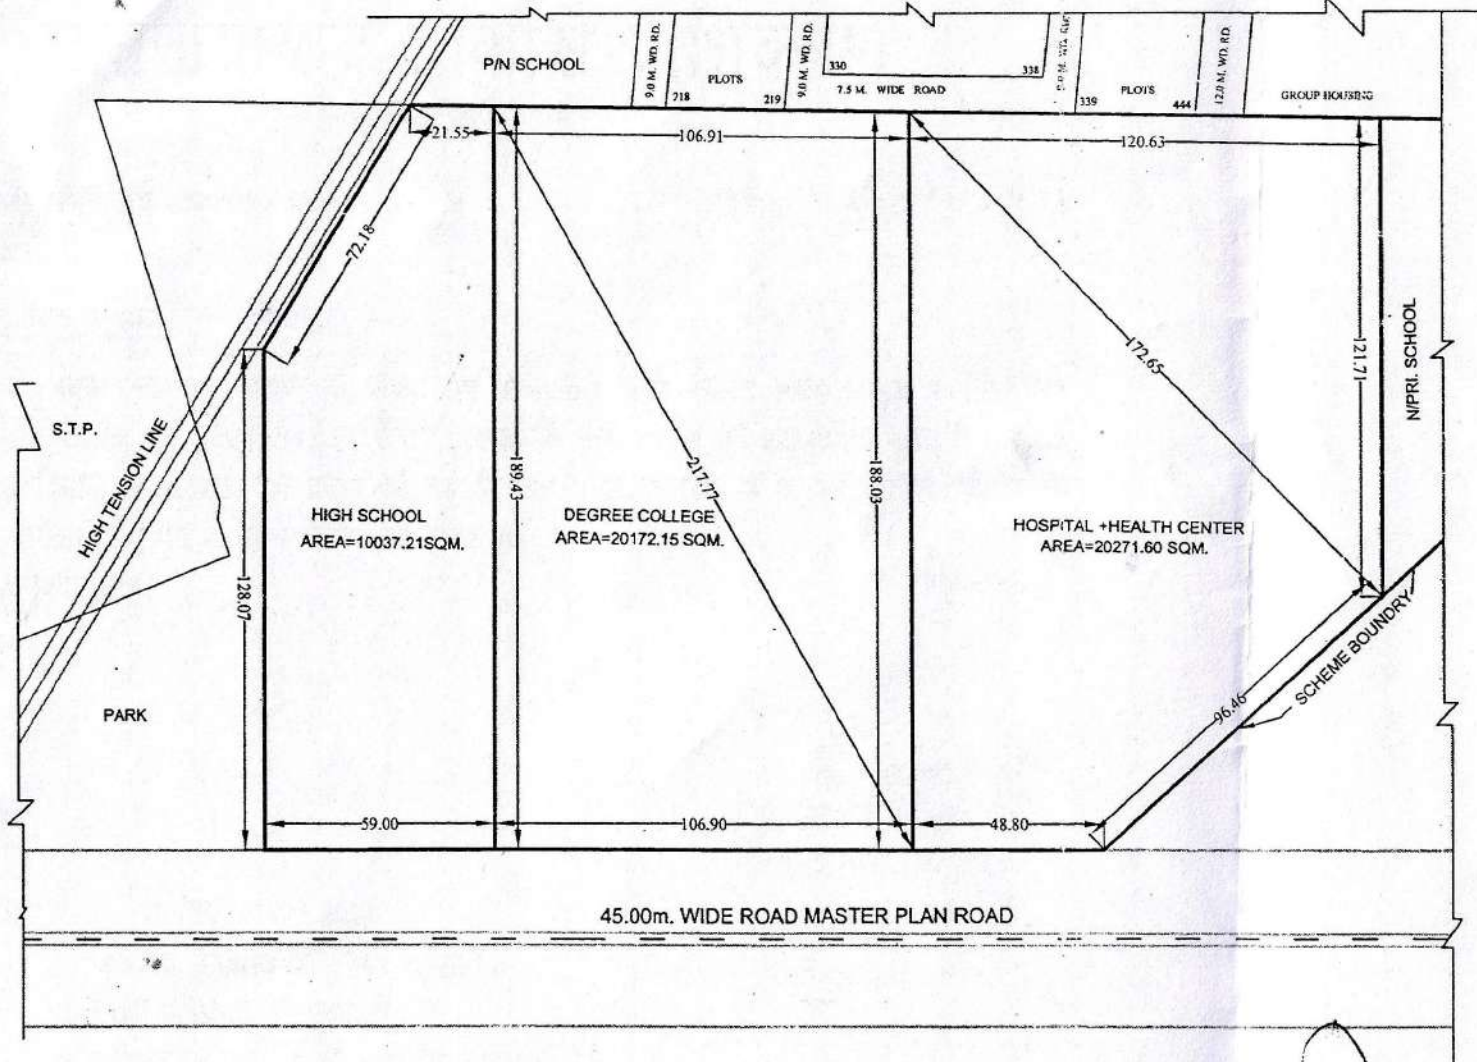 P/N SCHOOL
9.0 M. WD. RD.
PLOTS
718
219
9.0 M. WD. RD.
330
338
7.5 M. WIDE ROAD
339
PLOTS
444
12.0 M. WD. RD.
GROUP HOUSING
21.55
106.91
120.63
72.18
172.65
121.71
N/PRI. SCHOOL
S.T.P.
HIGH TENSION LINE
189.43
217.77
188.03
HIGH SCHOOL
AREA=10037.21SQM.
DEGREE COLLEGE
AREA=20172.15 SQM.
HOSPITAL +HEALTH CENTER
AREA=20271.60 SQM.
128.07
SCHEME BOUNDRY
96.46
PARK
59.00
106.90
48.80
45.00m. WIDE ROAD MASTER PLAN ROAD